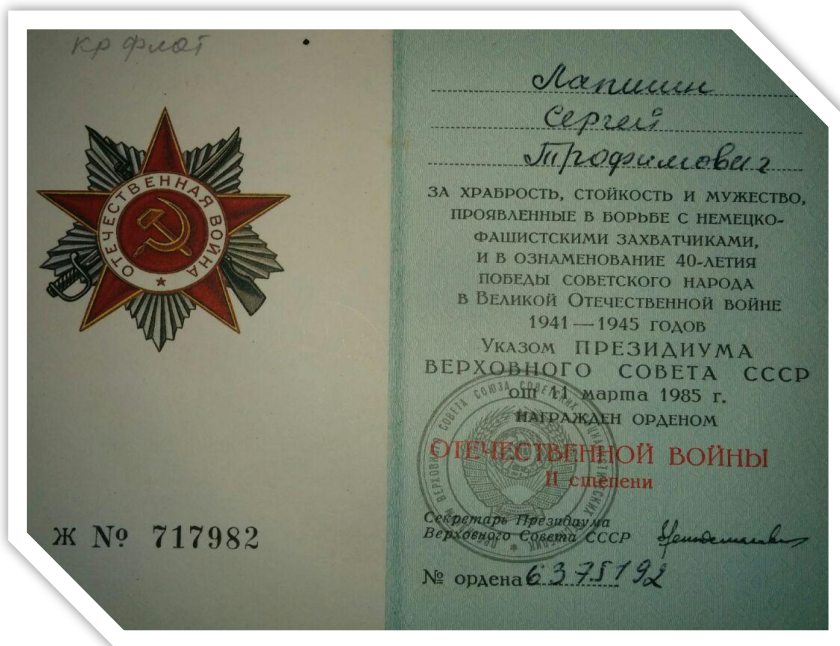 кр флот
ОТЕЧЕСТВЕННАЯ ВОЙНА
Ж № 717982
Лапшин
Сергей
Трофимович
ЗА ХРАБРОСТЬ, СТОЙКОСТЬ И МУЖЕСТВО,
ПРОЯВЛЕННЫЕ В БОРЬБЕ С НЕМЕЦКО-
ФАШИСТСКИМИ ЗАХВАТЧИКАМИ,
И В ОЗНАМЕНОВАНИЕ 40-ЛЕТИЯ
ПОБЕДЫ СОВЕТСКОГО НАРОДА
В ВЕЛИКОЙ ОТЕЧЕСТВЕННОЙ ВОЙНЕ
1941—1945 ГОДОВ
УКАЗОМ ПРЕЗИДИУМА
ВЕРХОВНОГО СОВЕТА СССР
от 11 марта 1985 г.
НАГРАЖДЕН ОРДЕНОМ
ОТЕЧЕСТВЕННОЙ ВОЙНЫ
II степени
Секретарь Президиума
Верховного Совета СССР
№ ордена 6375192